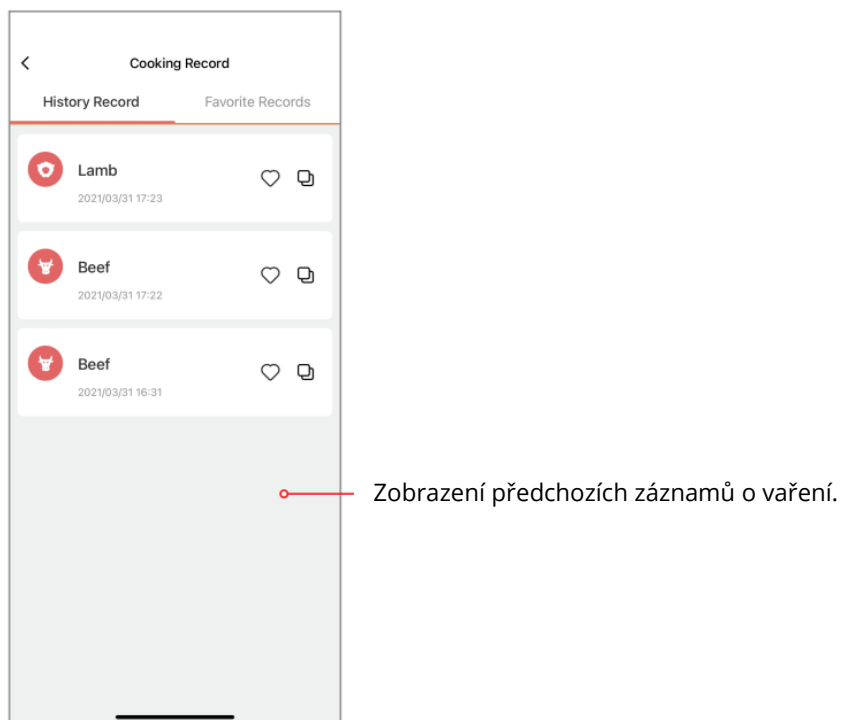 Cooking Record
History Record Favorite Records
Lamb
2021/03/31 17:23
Beef
2021/03/31 17:22
Beef
2021/03/31 16:31
Zobrazení předchozích záznamů o vaření.